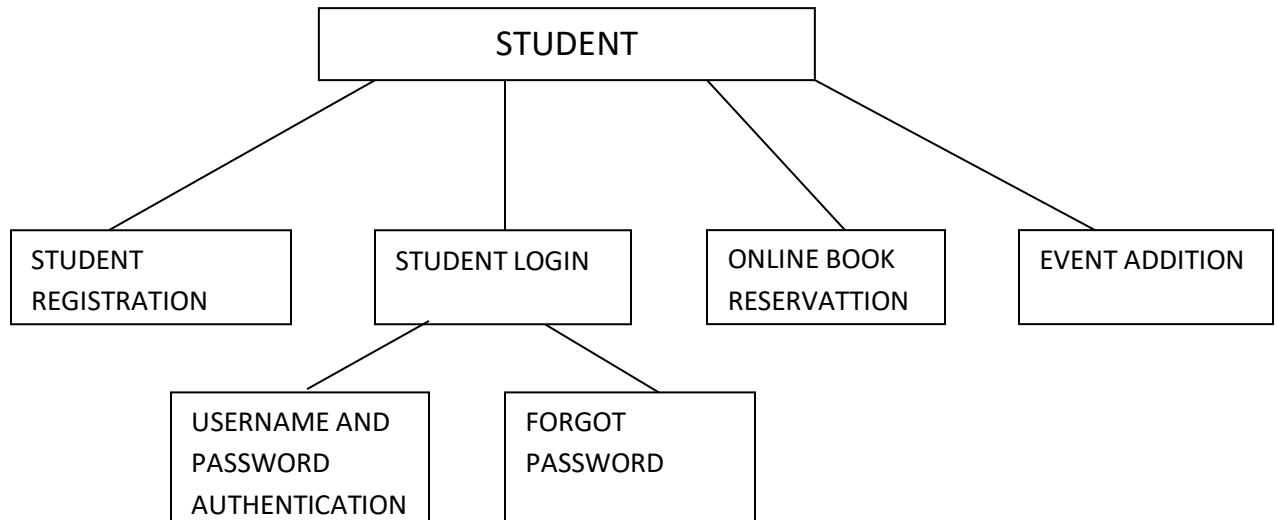 STUDENT
STUDENT
REGISTRATION
STUDENT LOGIN
ONLINE BOOK
RESERVATTION
EVENT ADDITION
USERNAME AND
PASSWORD
AUTHENTICATION
FORGOT
PASSWORD